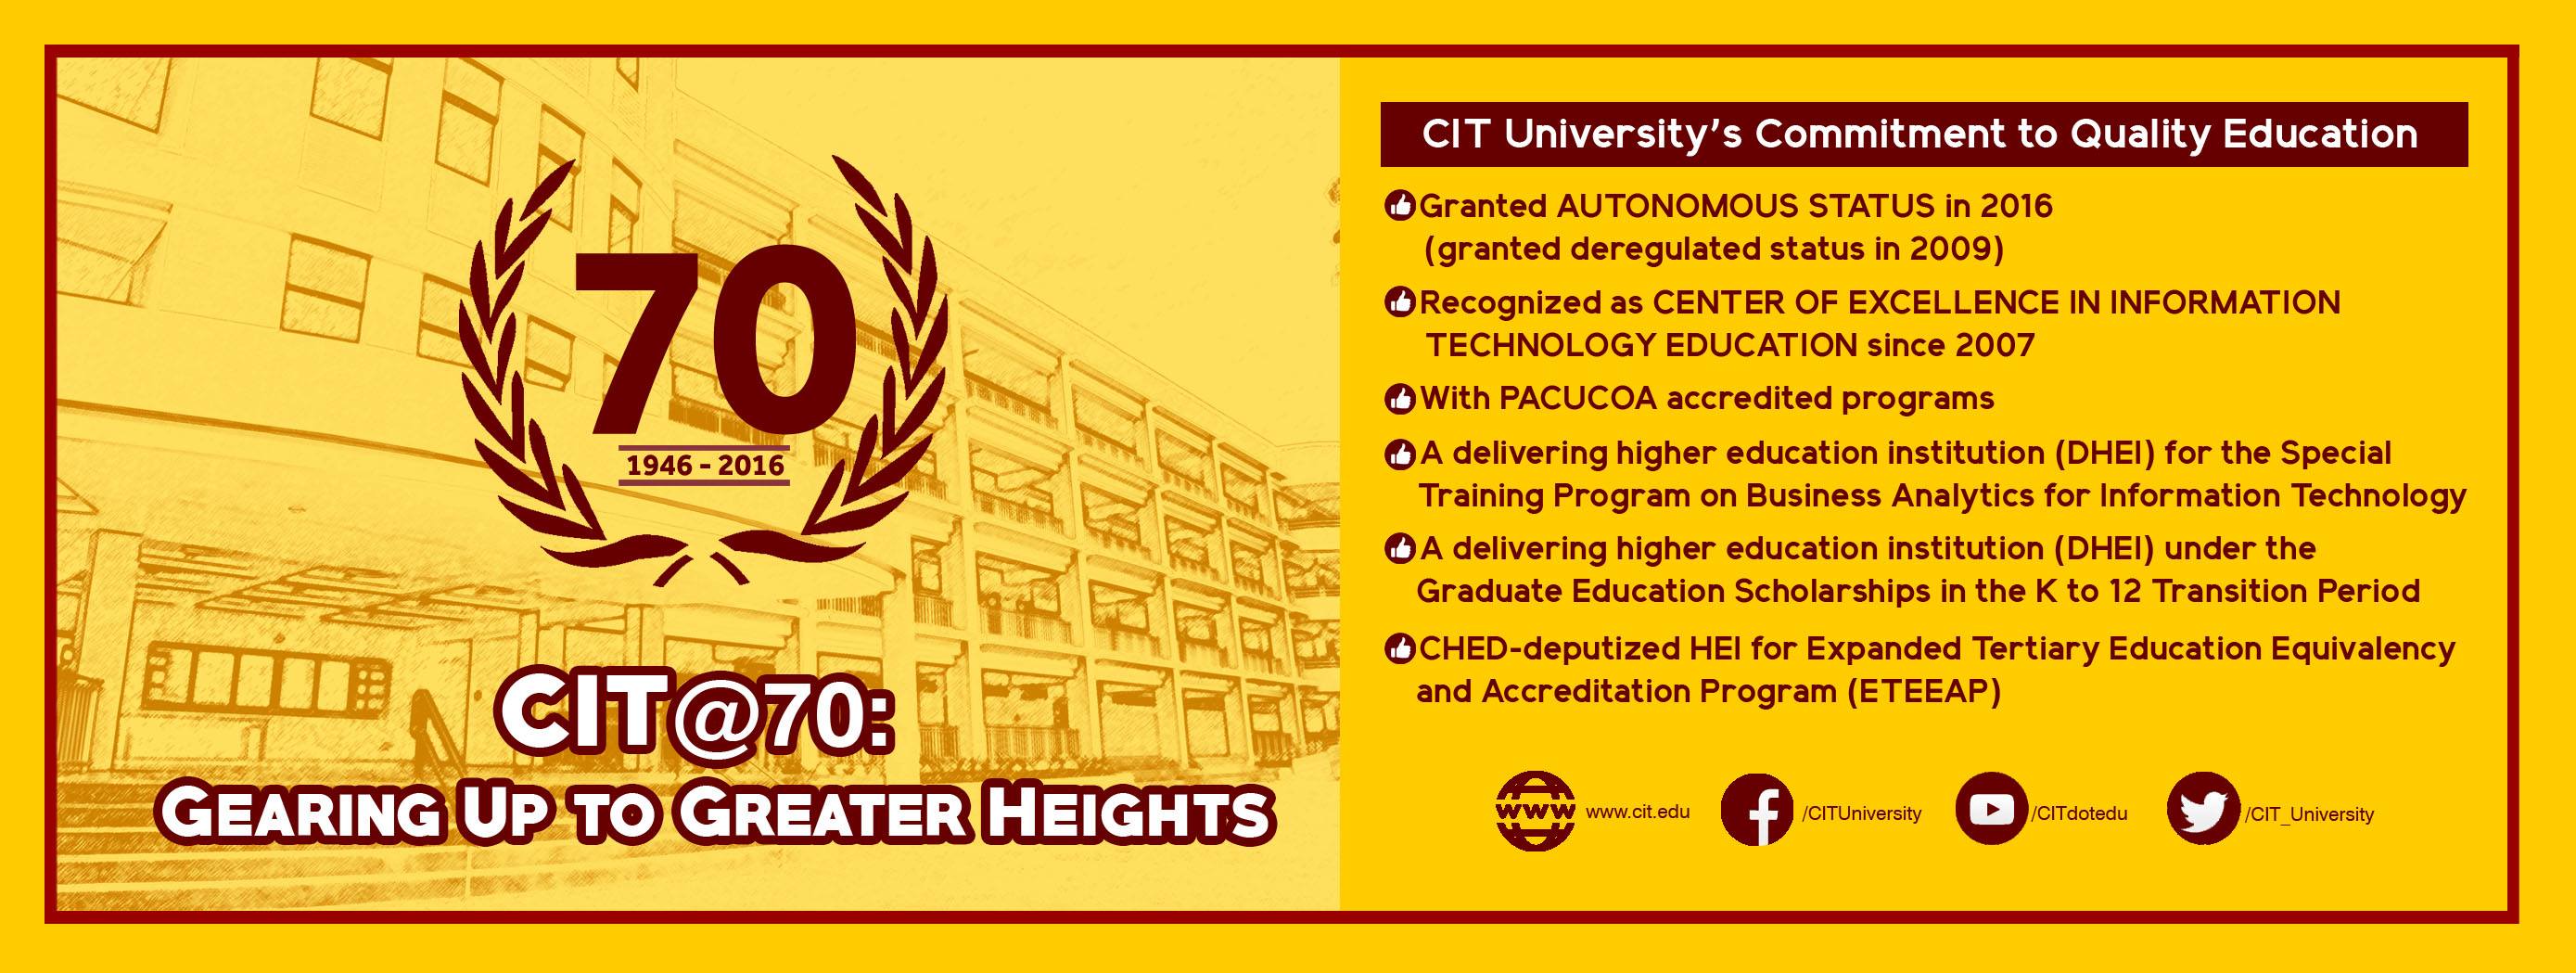 70
1946 - 2016
CIT@70:
GEARING UP TO GREATER HEIGHTS
CIT University's Commitment to Quality Education
Granted AUTONOMOUS STATUS in 2016
(granted deregulated status in 2009)
Recognized as CENTER OF EXCELLENCE IN INFORMATION
TECHNOLOGY EDUCATION since 2007
With PACUCOA accredited programs
A delivering higher education institution (DHEI) for the Special
Training Program on Business Analytics for Information Technology
A delivering higher education institution (DHEI) under the
Graduate Education Scholarships in the K to 12 Transition Period
CHED-deputized HEI for Expanded Tertiary Education Equivalency
and Accreditation Program (ETEEAP)
www www.cit.edu /CITUniversity /CITdotedu /CIT_University